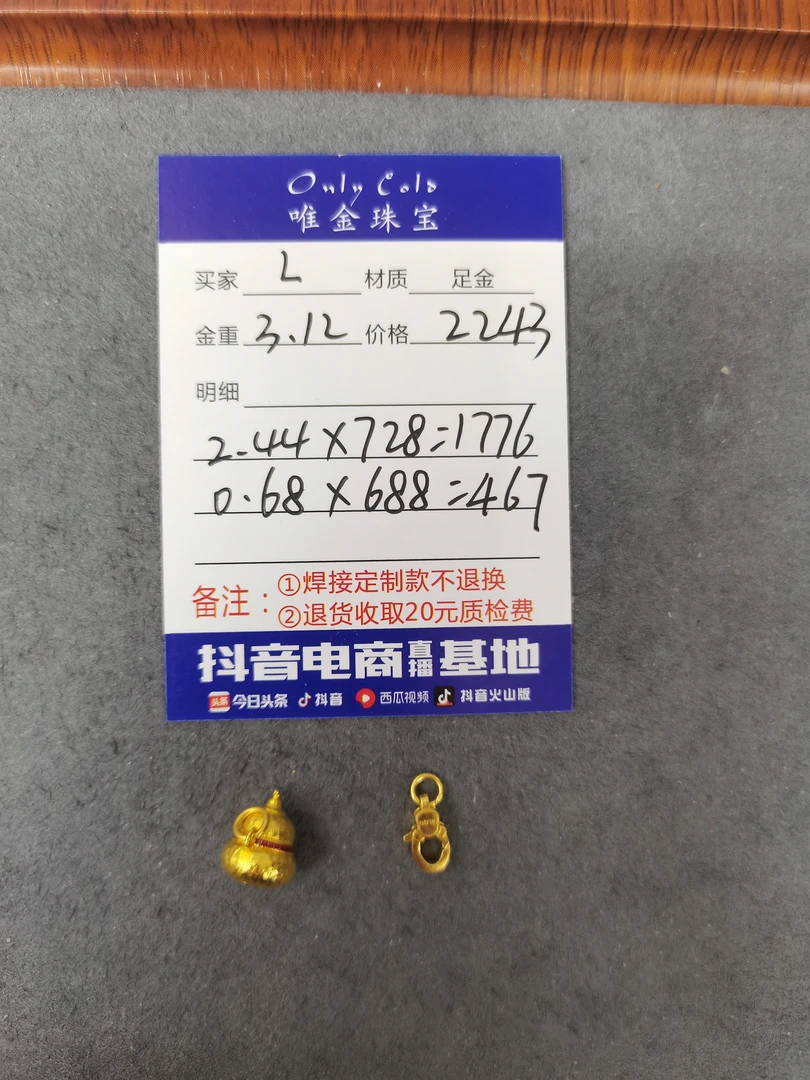 Only Gold
唯金珠宝
买家 L 材质 足金
金重 3.12 价格 2243
明细
2.44×728=1776
0.68×688=467
备注：①焊接定制款不退换
②退货收取20元质检费
抖音电商直播基地
头条 今日头条 抖音 西瓜视频 抖音火山版